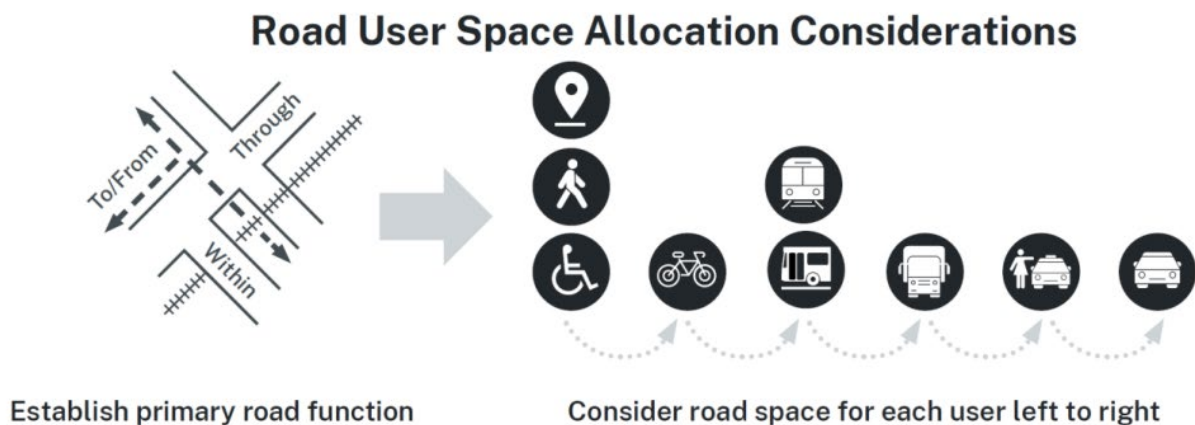 Road User Space Allocation Considerations
To/From
Through
Within
Establish primary road function
Consider road space for each user left to right